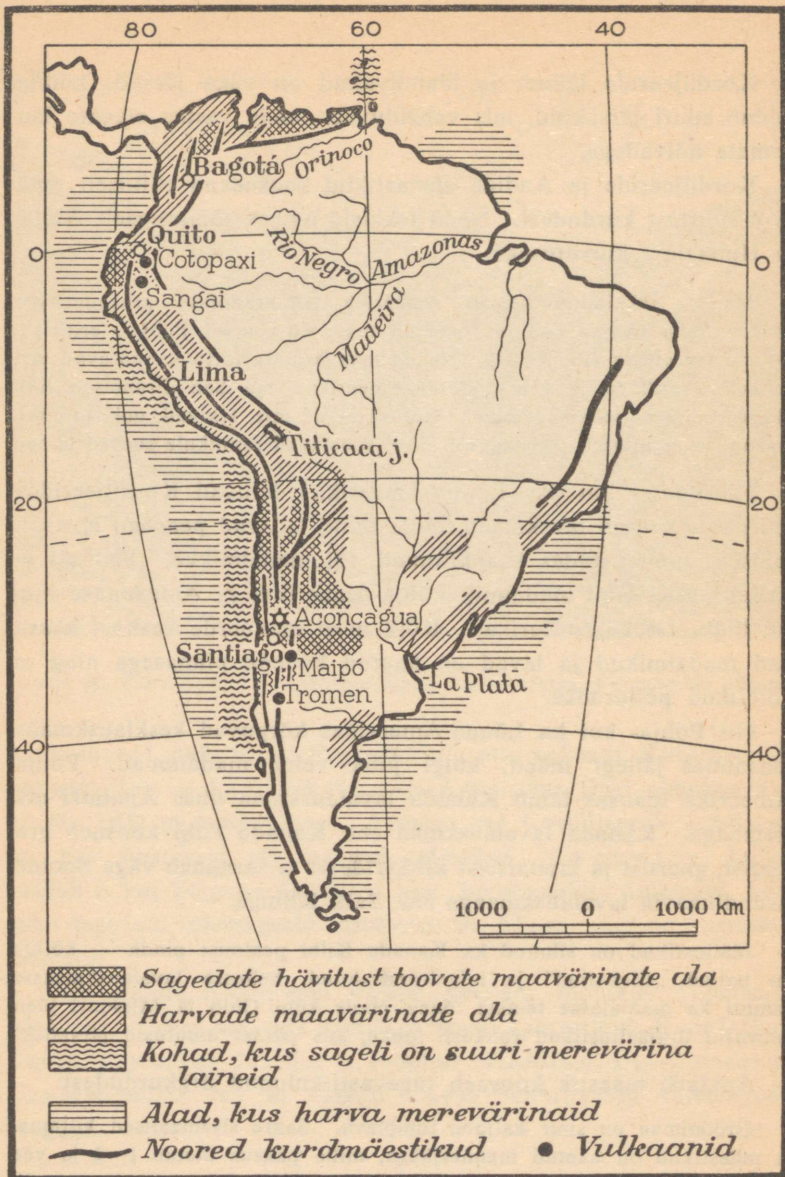 80 60 40
Bagotá
Orinoco
Quito
Cotopaxi
Sangai
Rio Negro
Amazonas
Madeira
0 0
Lima
Titicaca j.
20 20
Aconcagua
Santiago
Maipó
La Plata
Tromen
40 40
1000 0 1000 km
Sagedate hävitust toovate maavärinate ala
Harvade maavärinate ala
Kohad, kus sageli on suuri merevärina
laineid
Alad, kus harva merevärinaid
Noored kurdmäestikud Vulkaanid